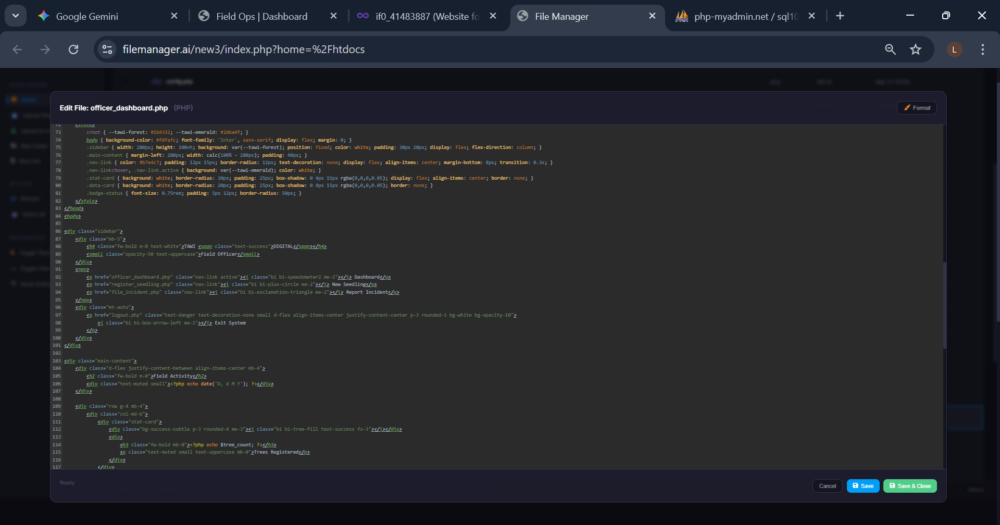 Google Gemini
Field Ops | Dashboard
if0_41483887 (Website fo
File Manager
php-myadmin.net / sql10
filemanager.ai/new3/index.php?home=%2Fhtdocs
L
config.php
Edit File: officer_dashboard.php (PHP)
Format
72 <style>
73 :root { --tawi-forest: #1b4332; --tawi-emerald: #2d6a4f; }
74 body { background-color: #f8fafc; font-family: 'Inter', sans-serif; display: flex; margin: 0; }
75 .sidebar { width: 280px; height: 100vh; background: var(--tawi-forest); position: fixed; color: white; padding: 30px 20px; display: flex; flex-direction: column; }
76 .main-content { margin-left: 280px; width: calc(100% - 280px); padding: 40px; }
77 .nav-link { color: #b7e4c7; padding: 12px 15px; border-radius: 12px; text-decoration: none; display: flex; align-items: center; margin-bottom: 8px; transition: 0.3s; }
78 .nav-link:hover, .nav-link.active { background: var(--tawi-emerald); color: white; }
79 .stat-card { background: white; border-radius: 20px; padding: 25px; box-shadow: 0 4px 15px rgba(0,0,0,0.05); display: flex; align-items: center; border: none; }
80 .data-card { background: white; border-radius: 20px; padding: 25px; box-shadow: 0 4px 15px rgba(0,0,0,0.05); border: none; }
81 .badge-status { font-size: 0.75rem; padding: 5px 12px; border-radius: 50px; }
82 </style>
83 </head>
84 <body>
85
86 <div class="sidebar">
87 <div class="mb-5">
88 <h4 class="fw-bold m-0 text-white">TAWI <span class="text-success">DIGITAL</span></h4>
89 <small class="opacity-50 text-uppercase">Field Officer</small>
90 </div>
91 <nav>
92 <a href="officer_dashboard.php" class="nav-link active"><i class="bi bi-speedometer2 me-2"></i> Dashboard</a>
93 <a href="register_seedling.php" class="nav-link"><i class="bi bi-plus-circle me-2"></i> New Seedling</a>
94 <a href="file_incident.php" class="nav-link"><i class="bi bi-exclamation-triangle me-2"></i> Report Incident</a>
95 </nav>
96 <div class="mt-auto">
97 <a href="logout.php" class="text-danger text-decoration-none small d-flex align-items-center justify-content-center p-3 rounded-3 bg-white bg-opacity-10">
98 <i class="bi bi-box-arrow-left me-2"></i> Exit System
99 </a>
100 </div>
101 </div>
102
103 <div class="main-content">
104 <div class="d-flex justify-content-between align-items-center mb-4">
105 <h2 class="fw-bold m-0">Field Activity</h2>
106 <div class="text-muted small"><?php echo date('D, d M Y'); ?></div>
107 </div>
108
109 <div class="row g-4 mb-4">
110 <div class="col-md-6">
111 <div class="stat-card">
112 <div class="bg-success-subtle p-3 rounded-4 me-3"><i class="bi bi-tree-fill text-success fs-3"></i></div>
113 <div>
114 <h3 class="fw-bold mb-0"><?php echo $tree_count; ?></h3>
115 <p class="text-muted small text-uppercase mb-0">Trees Registered</p>
116 </div>
117 </div>
Ready
Cancel
Save
Save & Close